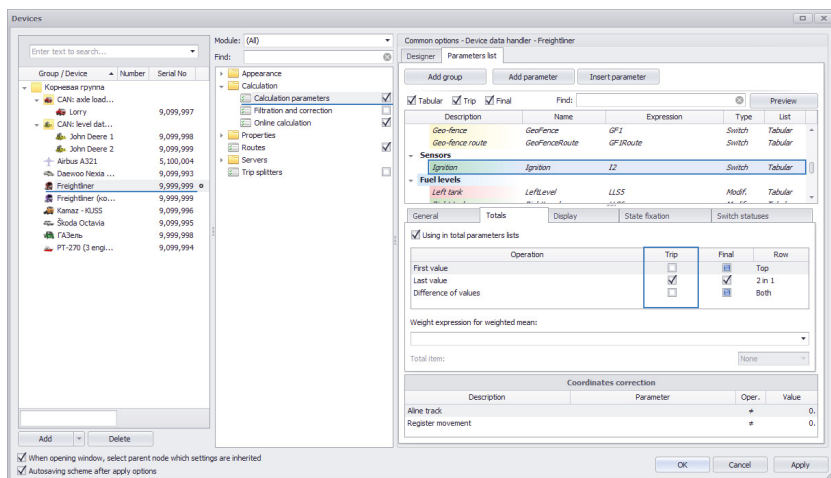 Devices
Enter text to search...
Group / Device Number Serial No
Корневая группа
CAN: axle load...
Lorry 9,099,997
CAN: level dat...
John Deere 1 9,099,998
John Deere 2 9,099,999
Airbus A321 5,100,004
Daewoo Nexia ... 9,099,993
Freightliner 9,999,999
Freightliner (ко... 9,999,999
Kamaz - KUSS 9,099,996
Škoda Octavia 9,099,995
ГАЗель 9,999,998
PT-270 (3 engi... 9,099,994
Add Delete
Module: (All)
Find:
Appearance
Calculation
Calculation parameters
Filtration and correction
Online calculation
Properties
Routes
Servers
Trip splitters
Common options - Device data handler - Freightliner
Designer Parameters list
Add group Add parameter Insert parameter
Tabular Trip Final Find: Preview
Description Name Expression Type List
Geo-fence GeoFence GF1 Switch Tabular
Geo-fence route GeoFenceRoute GF1Route Switch Tabular
Sensors
Ignition Ignition I2 Switch Tabular
Fuel levels
Left tank LeftLevel LLS5 Modif. Tabular
General Totals Display State fixation Switch statuses
Using in total parameters lists
Operation Trip Final Row
First value Top
Last value 2 in 1
Difference of values Both
Weight expression for weighted mean:
Total item: None
Coordinates correction
Description Parameter Oper. Value
Aline track ≠ 0.
Register movement ≠ 0.
When opening window, select parent node which settings are inherited
Autosaving scheme after apply options
OK Cancel Apply